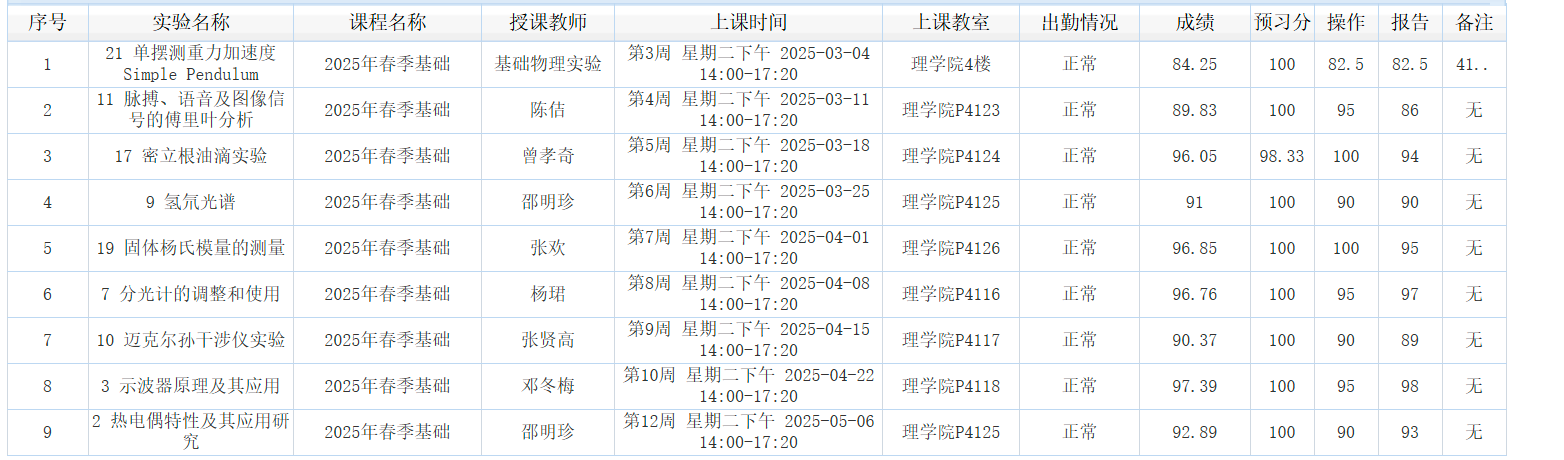 序号 实验名称 课程名称 授课教师 上课时间 上课教室 出勤情况 成绩 预习分 操作 报告 备注
1 21 单摆测重力加速度 2025年春季基础 基础物理实验 第3周 星期二下午 2025-03-04 理学院4楼 正常 84.25 100 82.5 82.5 41..
Simple Pendulum 14:00-17:20
2 11 脉搏、语音及图像信 2025年春季基础 陈佶 第4周 星期二下午 2025-03-11 理学院P4123 正常 89.83 100 95 86 无
号的傅里叶分析 14:00-17:20
3 17 密立根油滴实验 2025年春季基础 曾孝奇 第5周 星期二下午 2025-03-18 理学院P4124 正常 96.05 98.33 100 94 无
14:00-17:20
4 9 氢氘光谱 2025年春季基础 邵明珍 第6周 星期二下午 2025-03-25 理学院P4125 正常 91 100 90 90 无
14:00-17:20
5 19 固体杨氏模量的测量 2025年春季基础 张欢 第7周 星期二下午 2025-04-01 理学院P4126 正常 96.85 100 100 95 无
14:00-17:20
6 7 分光计的调整和使用 2025年春季基础 杨珺 第8周 星期二下午 2025-04-08 理学院P4116 正常 96.76 100 95 97 无
14:00-17:20
7 10 迈克尔孙干涉仪实验 2025年春季基础 张贤高 第9周 星期二下午 2025-04-15 理学院P4117 正常 90.37 100 90 89 无
14:00-17:20
8 3 示波器原理及其应用 2025年春季基础 邓冬梅 第10周 星期二下午 2025-04-22 理学院P4118 正常 97.39 100 95 98 无
14:00-17:20
9 2 热电偶特性及其应用研 2025年春季基础 邵明珍 第12周 星期二下午 2025-05-06 理学院P4125 正常 92.89 100 90 93 无
究 14:00-17:20